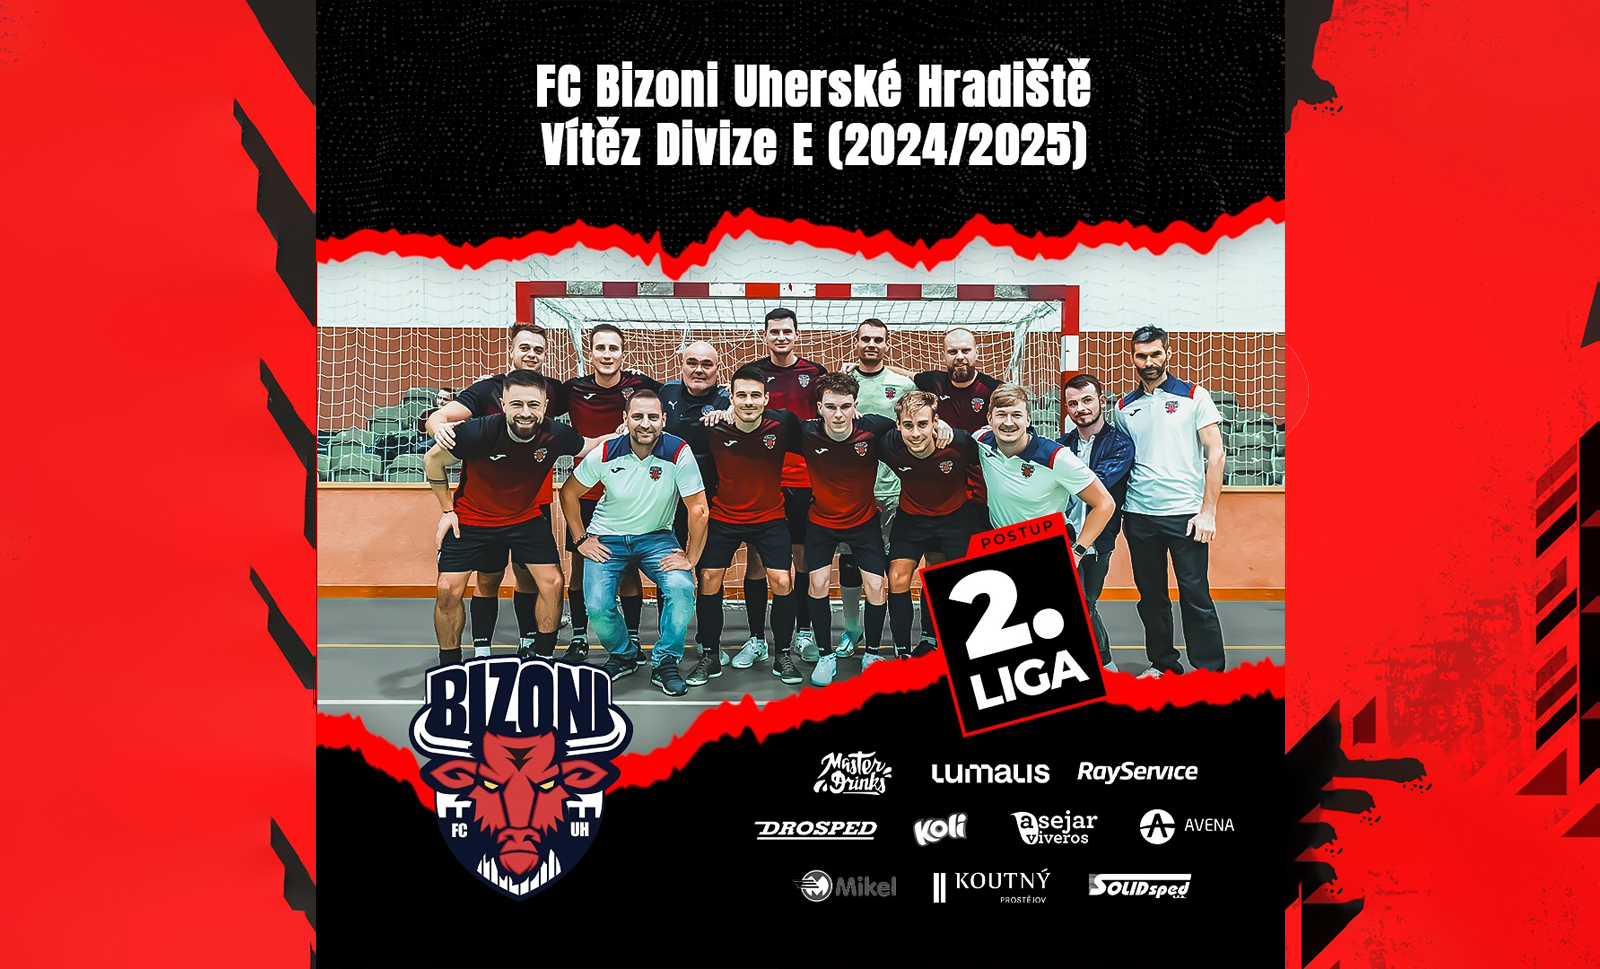 FC Bizoni Uherské Hradiště
Vítěz Divize E (2024/2025)
POSTUP
2.
LIGA
BIZONI
FC UH
Master Drinks
LUMALIS
RayService
DROSPED
Koli
asejar
viveros
AVENA
Mikel
KOUTNÝ
PROSTĚJOV
SOLIDsped